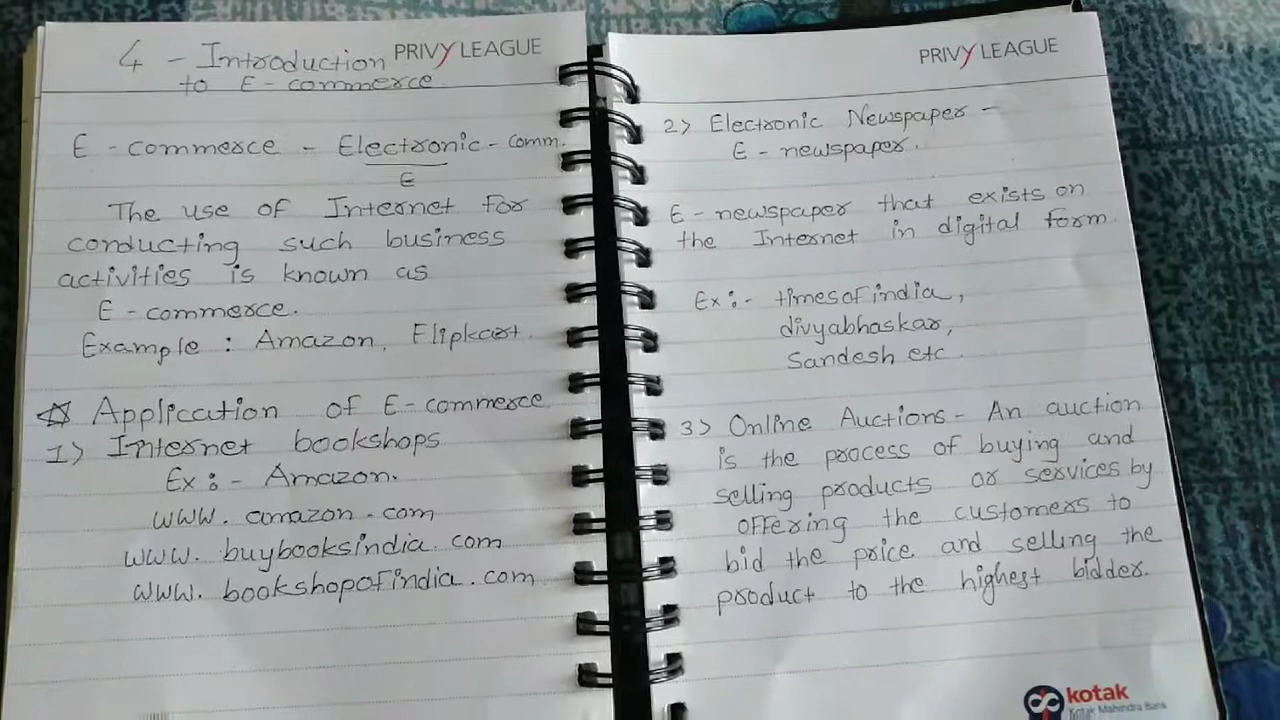 4 - Introduction PRIVY LEAGUE
to E-commerce
E-commerce - Electronic-comm.
E
The use of Internet for
conducting such business
activities is known as
E-commerce.
Example : Amazon, Flipkart.
☆ Application of E-commerce
1> Internet bookshops
Ex:- Amazon.
www.amazon.com
www.buybooksindia.com
www.bookshopofindia.com
PRIVY LEAGUE
2> Electronic Newspaper -
E-newspaper.
E-newspaper that exists on
the Internet in digital form.
Ex:- timesofindia,
divyabhaskar,
Sandesh etc.
3> Online Auctions - An auction
is the process of buying and
selling products or services by
offering the customers to
bid the price and selling the
product to the highest bidder.
kotak
Kotak Mahindra Bank